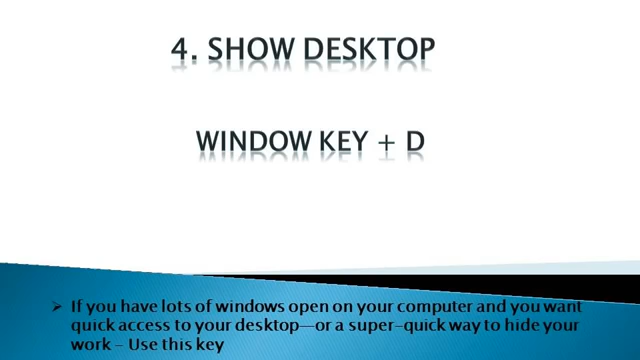 4. SHOW DESKTOP
WINDOW KEY + D
➢ If you have lots of windows open on your computer and you want
quick access to your desktop—or a super-quick way to hide your
work – Use this key